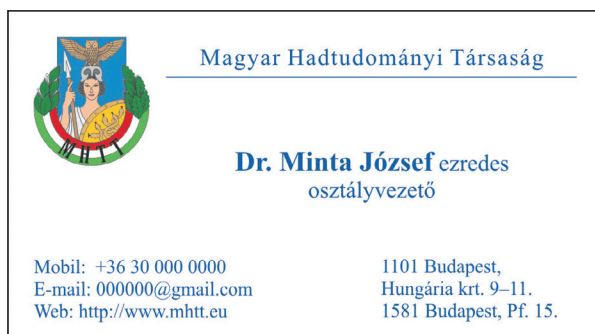 Magyar Hadtudományi Társaság
MHTT
Dr. Minta József ezredes
osztályvezető
Mobil: +36 30 000 0000
E-mail: 000000@gmail.com
Web: http://www.mhtt.eu
1101 Budapest,
Hungária krt. 9–11.
1581 Budapest, Pf. 15.